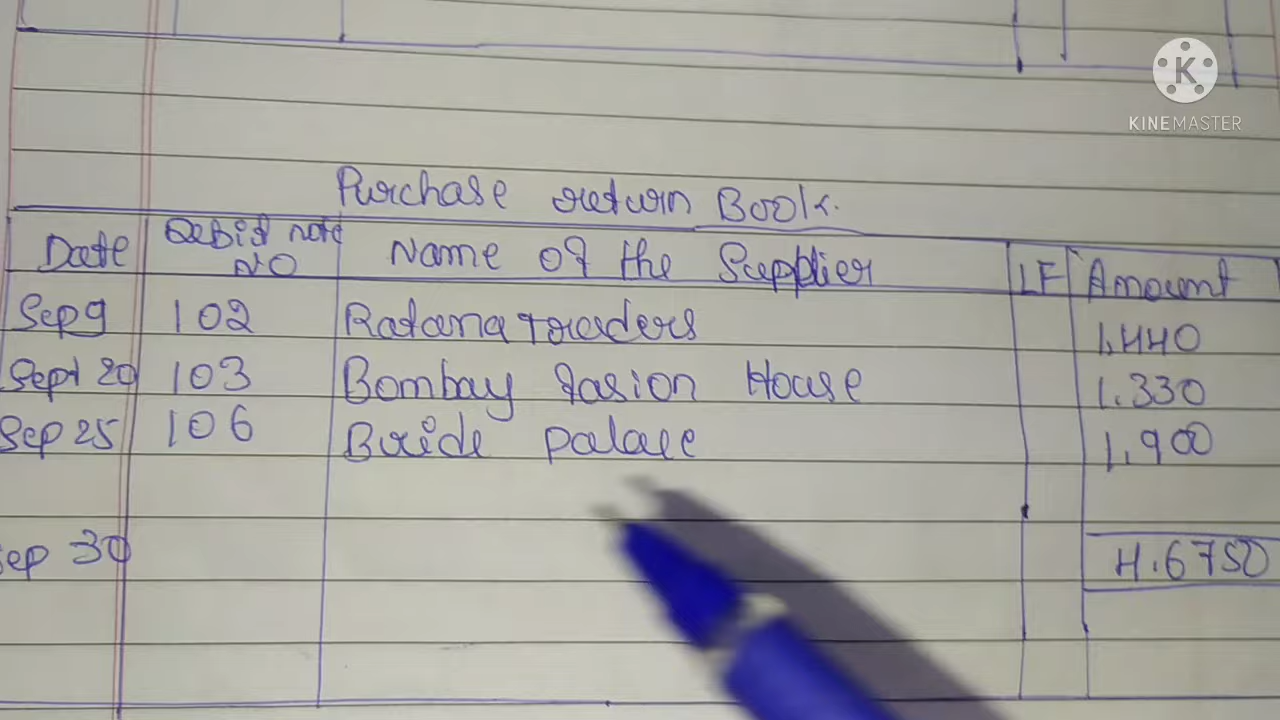 KINEMASTER
Purchase return Book.
Date Debit note NO Name of the Supplier LF Amount
Sep 9 102 Ratana traders 1,440
Sept 20 103 Bombay fasion House 1.330
Sep 25 106 Bride palace 1,900
Sep 30 4.6750